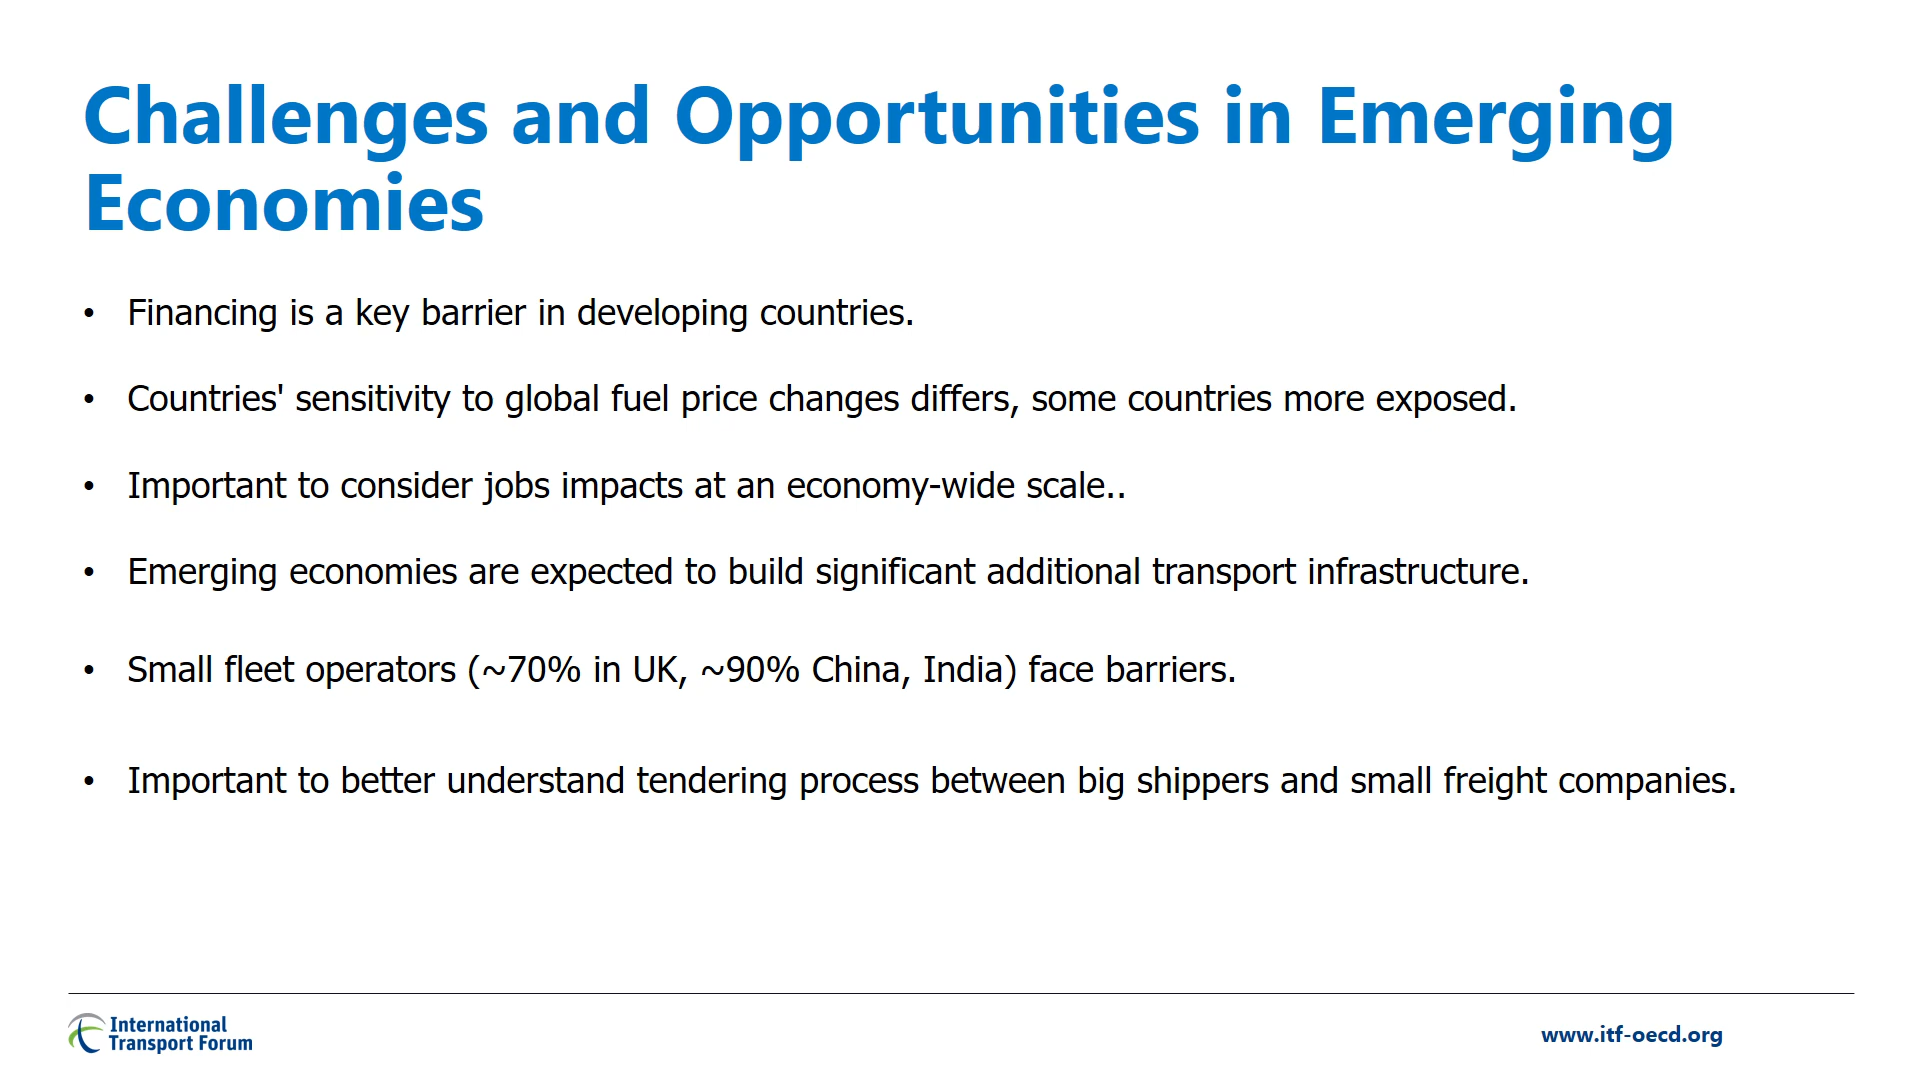 Challenges and Opportunities in Emerging
Economies
• Financing is a key barrier in developing countries.
• Countries' sensitivity to global fuel price changes differs, some countries more exposed.
• Important to consider jobs impacts at an economy-wide scale..
• Emerging economies are expected to build significant additional transport infrastructure.
• Small fleet operators (~70% in UK, ~90% China, India) face barriers.
• Important to better understand tendering process between big shippers and small freight companies.
International
Transport Forum
www.itf-oecd.org